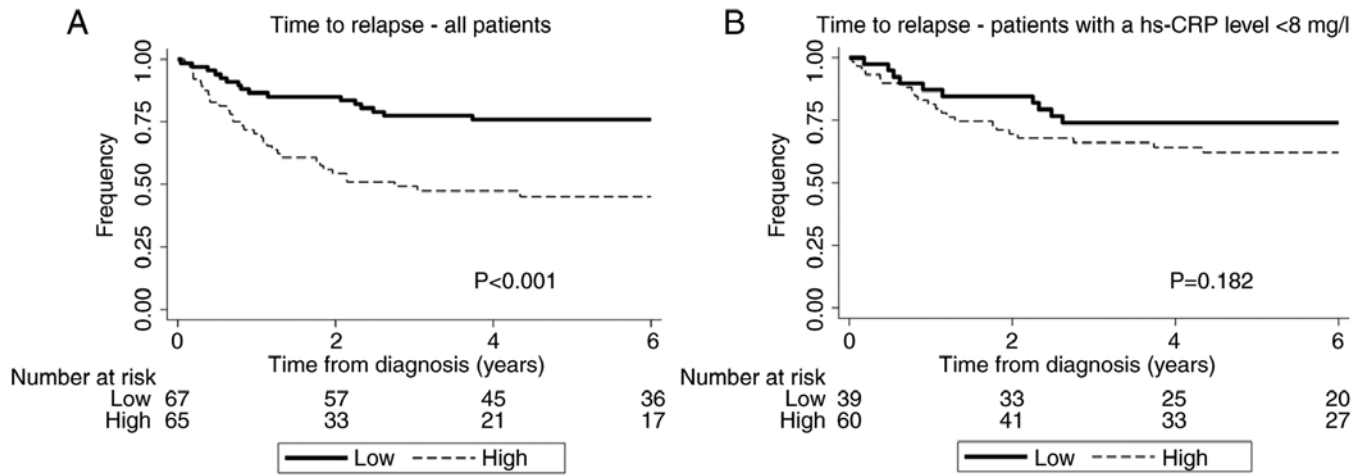 A
Time to relapse - all patients
Frequency
1.00
0.75
0.50
0.25
0.00
P<0.001
0 2 4 6
Time from diagnosis (years)
Number at risk
Low 67 57 45 36
High 65 33 21 17
Low High
B
Time to relapse - patients with a hs-CRP level <8 mg/l
Frequency
1.00
0.75
0.50
0.25
0.00
P=0.182
0 2 4 6
Time from diagnosis (years)
Number at risk
Low 39 33 25 20
High 60 41 33 27
Low High